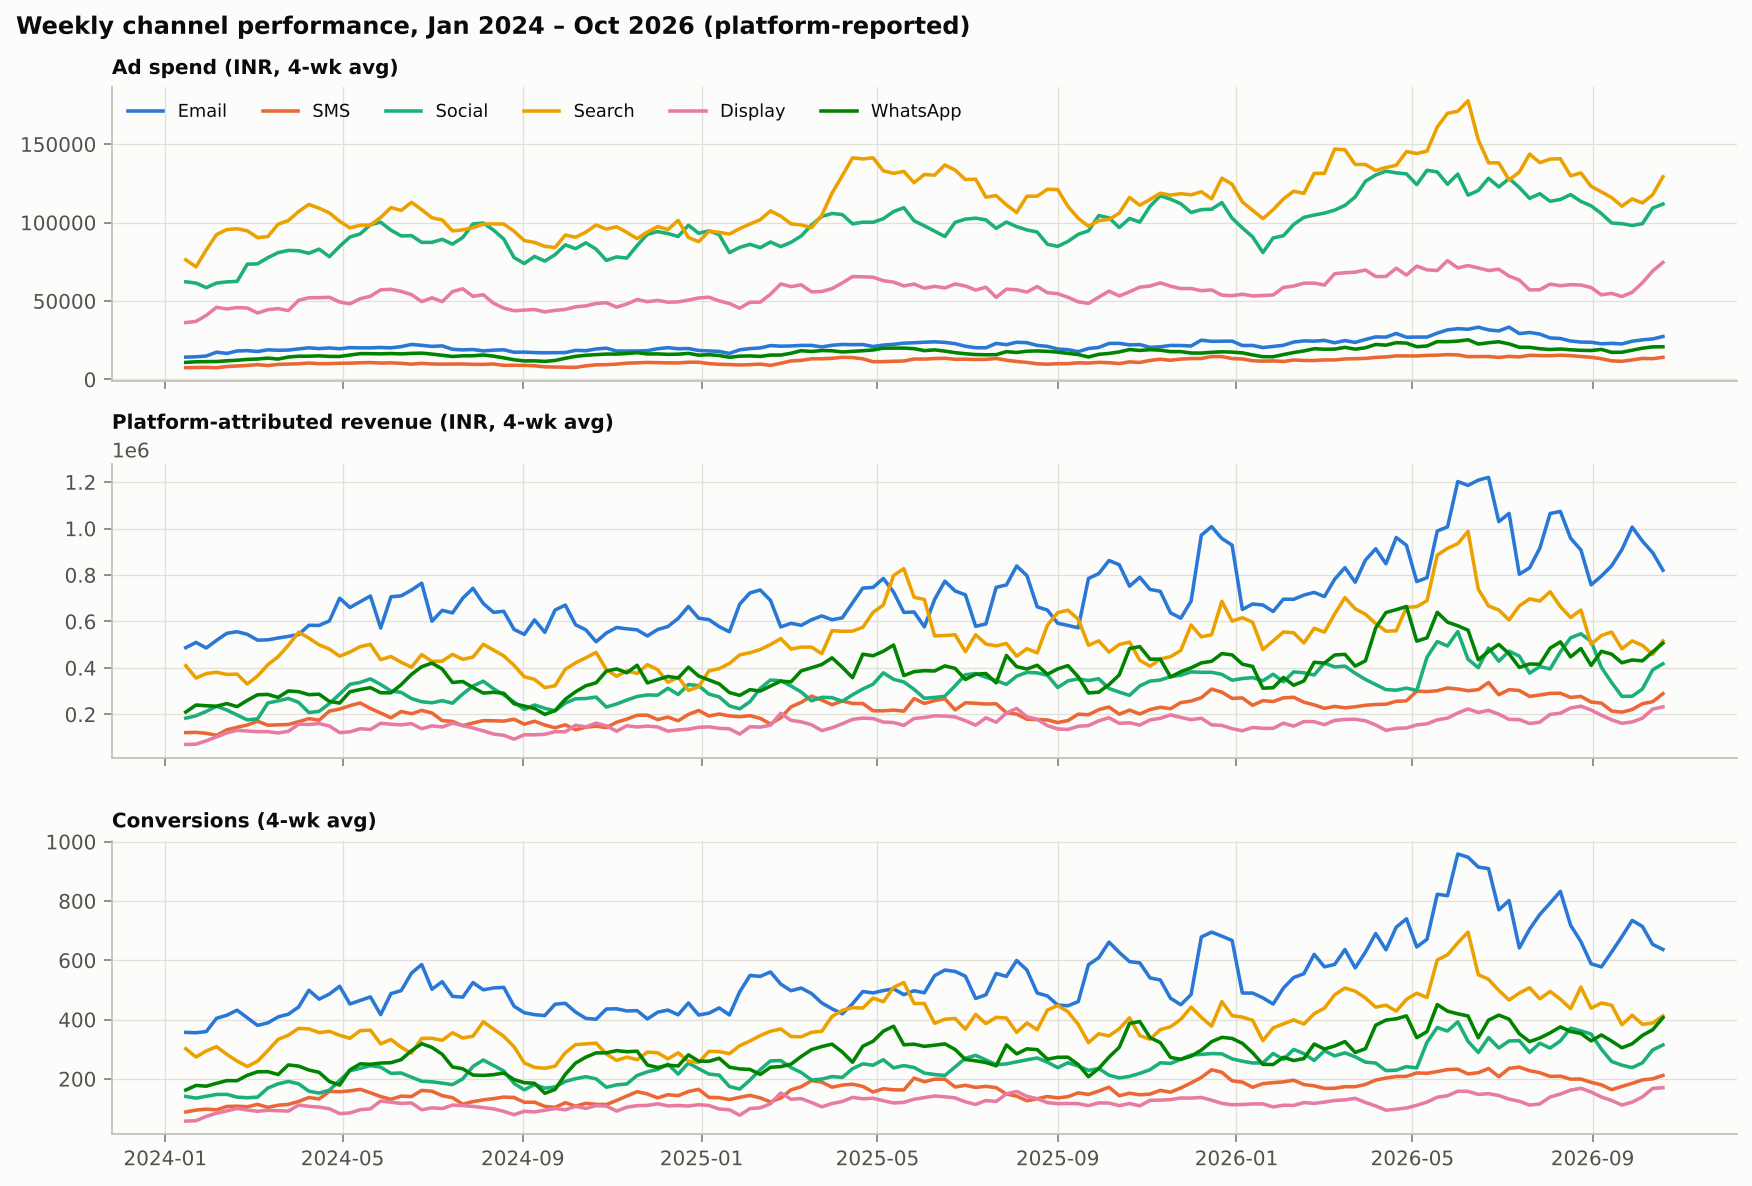 Weekly channel performance, Jan 2024 – Oct 2026 (platform-reported)
Ad spend (INR, 4-wk avg)
Email SMS Social Search Display WhatsApp
150000
100000
50000
0
Platform-attributed revenue (INR, 4-wk avg)
1e6
1.2
1.0
0.8
0.6
0.4
0.2
Conversions (4-wk avg)
1000
800
600
400
200
2024-01 2024-05 2024-09 2025-01 2025-05 2025-09 2026-01 2026-05 2026-09